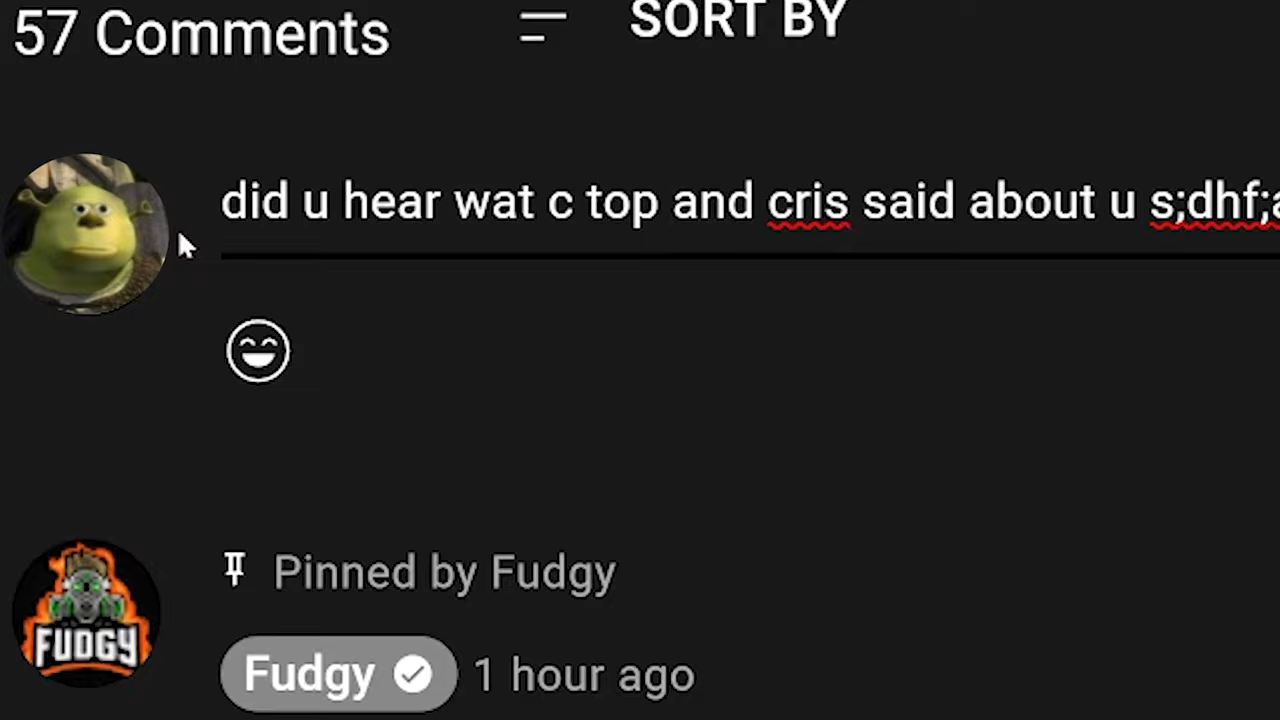 57 Comments
SORT BY
did u hear wat c top and cris said about u s;dhf;a
Pinned by Fudgy
FUDGY
Fudgy
1 hour ago